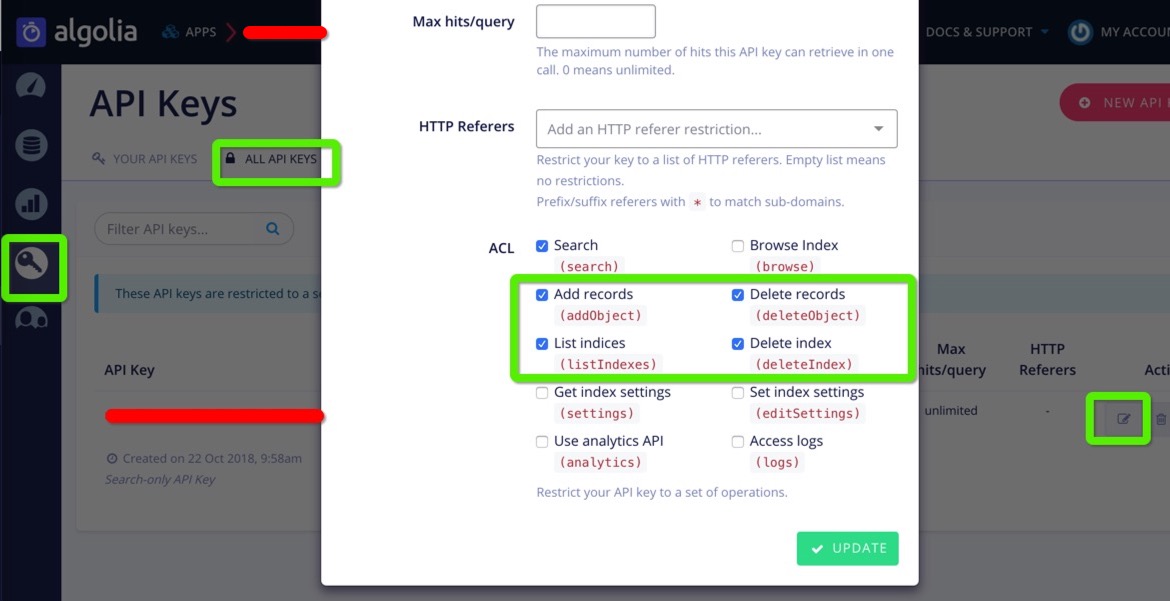 algolia
APPS
DOCS & SUPPORT
MY ACCOUN
API Keys
NEW API
YOUR API KEYS
ALL API KEYS
Filter API keys...
These API keys are restricted to a s
API Key
Created on 22 Oct 2018, 9:58am
Search-only API Key
Max hits/query
The maximum number of hits this API key can retrieve in one
call. 0 means unlimited.
HTTP Referers
Add an HTTP referer restriction...
Restrict your key to a list of HTTP referers. Empty list means
no restrictions.
Prefix/suffix referers with * to match sub-domains.
ACL
Search
(search)
Browse Index
(browse)
Add records
(addObject)
Delete records
(deleteObject)
List indices
(listIndexes)
Delete index
(deleteIndex)
Get index settings
(settings)
Set index settings
(editSettings)
Use analytics API
(analytics)
Access logs
(logs)
Restrict your API key to a set of operations.
UPDATE
Max
hits/query
HTTP
Referers
Acti
unlimited
-